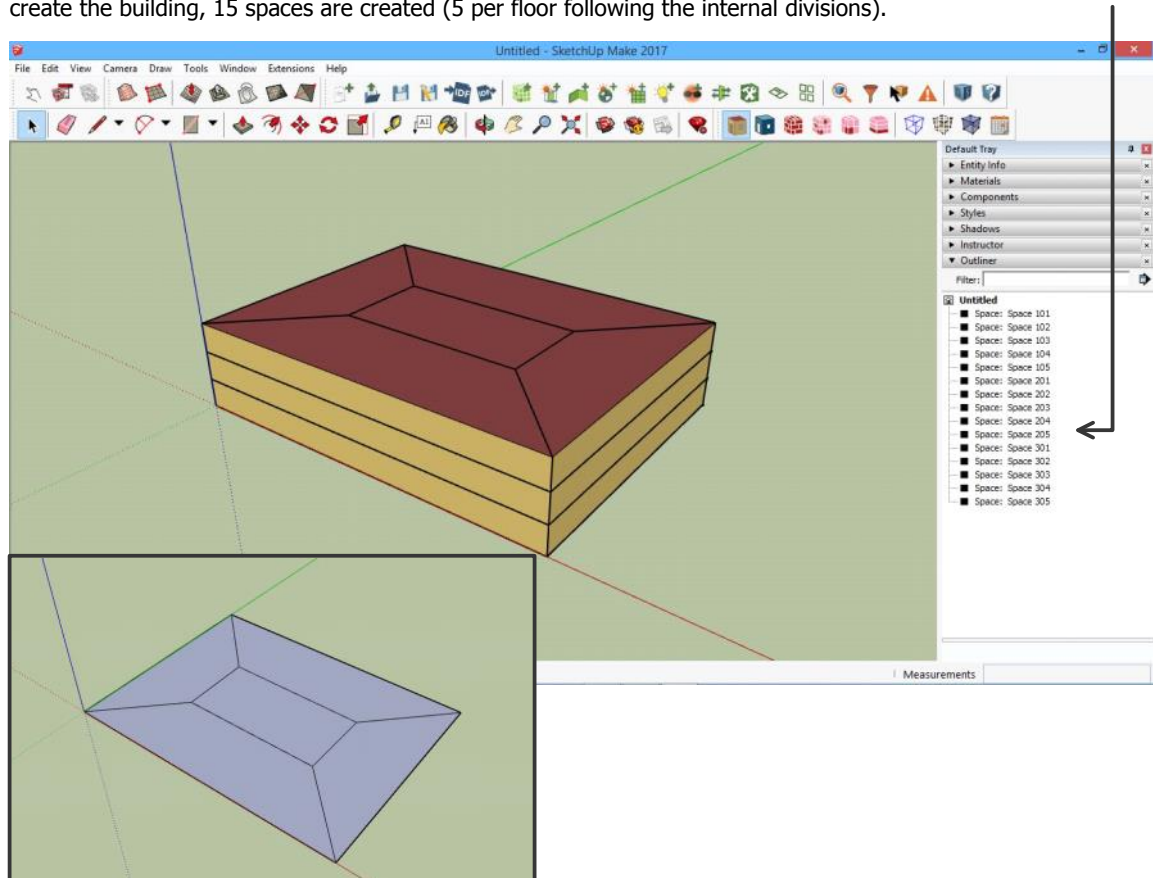 create the building, 15 spaces are created (5 per floor following the internal divisions).
Untitled - SketchUp Make 2017
File Edit View Camera Draw Tools Window Extensions Help
IDF
A1
Default Tray
Entity Info
Materials
Components
Styles
Shadows
Instructor
Outliner
Filter:
Untitled
Space: Space 101
Space: Space 102
Space: Space 103
Space: Space 104
Space: Space 105
Space: Space 201
Space: Space 202
Space: Space 203
Space: Space 204
Space: Space 205
Space: Space 301
Space: Space 302
Space: Space 303
Space: Space 304
Space: Space 305
Measurements